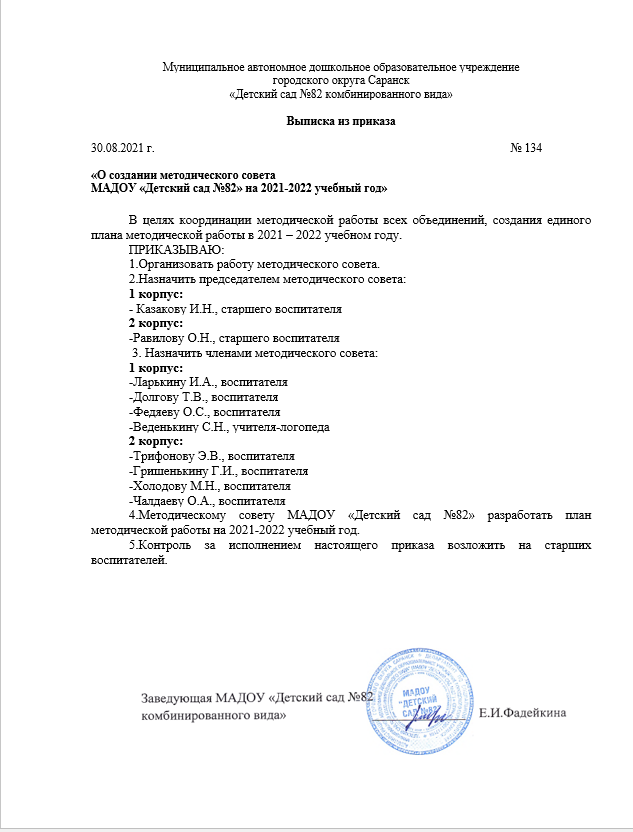 Муниципальное автономное дошкольное образовательное учреждение
городского округа Саранск
«Детский сад №82 комбинированного вида»
Выписка из приказа
30.08.2021 г. № 134
«О создании методического совета
МАДОУ «Детский сад №82» на 2021-2022 учебный год»
В целях координации методической работы всех объединений, создания единого
плана методической работы в 2021 – 2022 учебном году.
ПРИКАЗЫВАЮ:
1.Организовать работу методического совета.
2.Назначить председателем методического совета:
1 корпус:
- Казакову И.Н., старшего воспитателя
2 корпус:
-Равилову О.Н., старшего воспитателя
3. Назначить членами методического совета:
1 корпус:
-Ларькину И.А., воспитателя
-Долгову Т.В., воспитателя
-Федяеву О.С., воспитателя
-Веденькину С.Н., учителя-логопеда
2 корпус:
-Трифонову Э.В., воспитателя
-Гришенькину Г.И., воспитателя
-Холодову М.Н., воспитателя
-Чалдаеву О.А., воспитателя
4.Методическому совету МАДОУ «Детский сад №82» разработать план
методической работы на 2021-2022 учебный год.
5.Контроль за исполнением настоящего приказа возложить на старших
воспитателей.
Заведующая МАДОУ «Детский сад №82
комбинированного вида» Е.И.Фадейкина
МАДОУ
"ДЕТСКИЙ
САД №82"